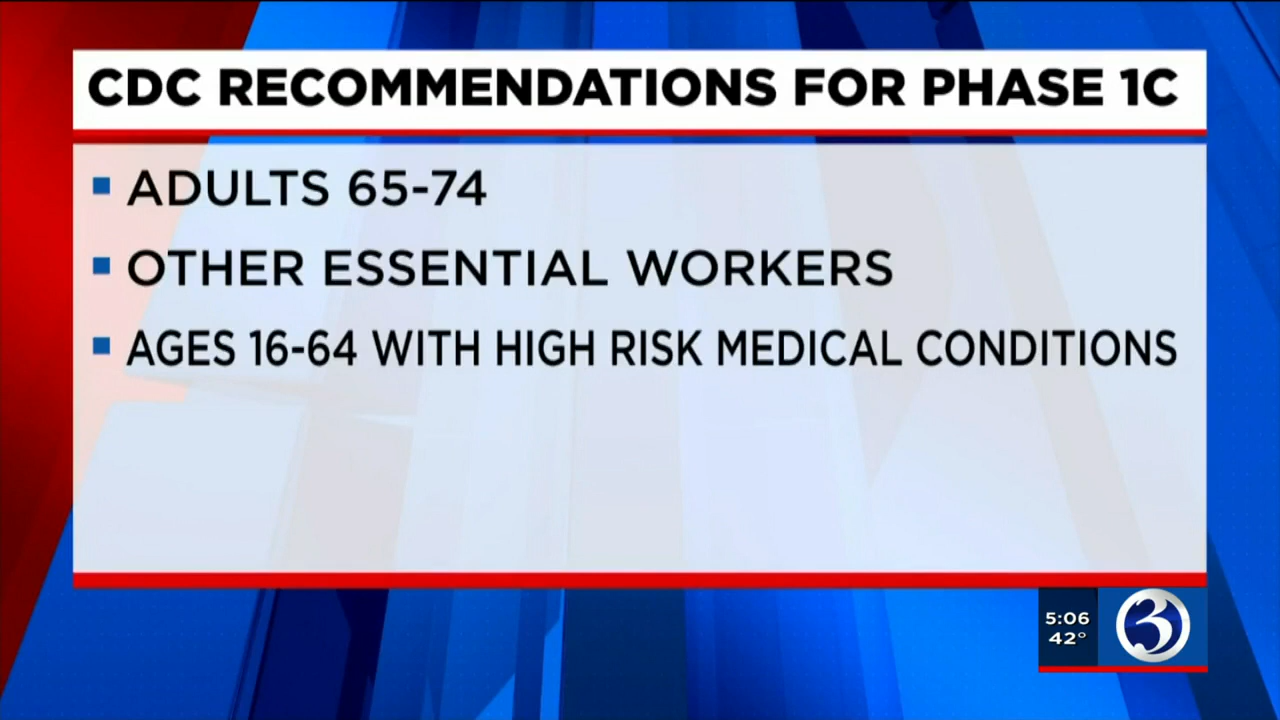 CDC RECOMMENDATIONS FOR PHASE 1C
ADULTS 65-74
OTHER ESSENTIAL WORKERS
AGES 16-64 WITH HIGH RISK MEDICAL CONDITIONS
5:06
42°
3